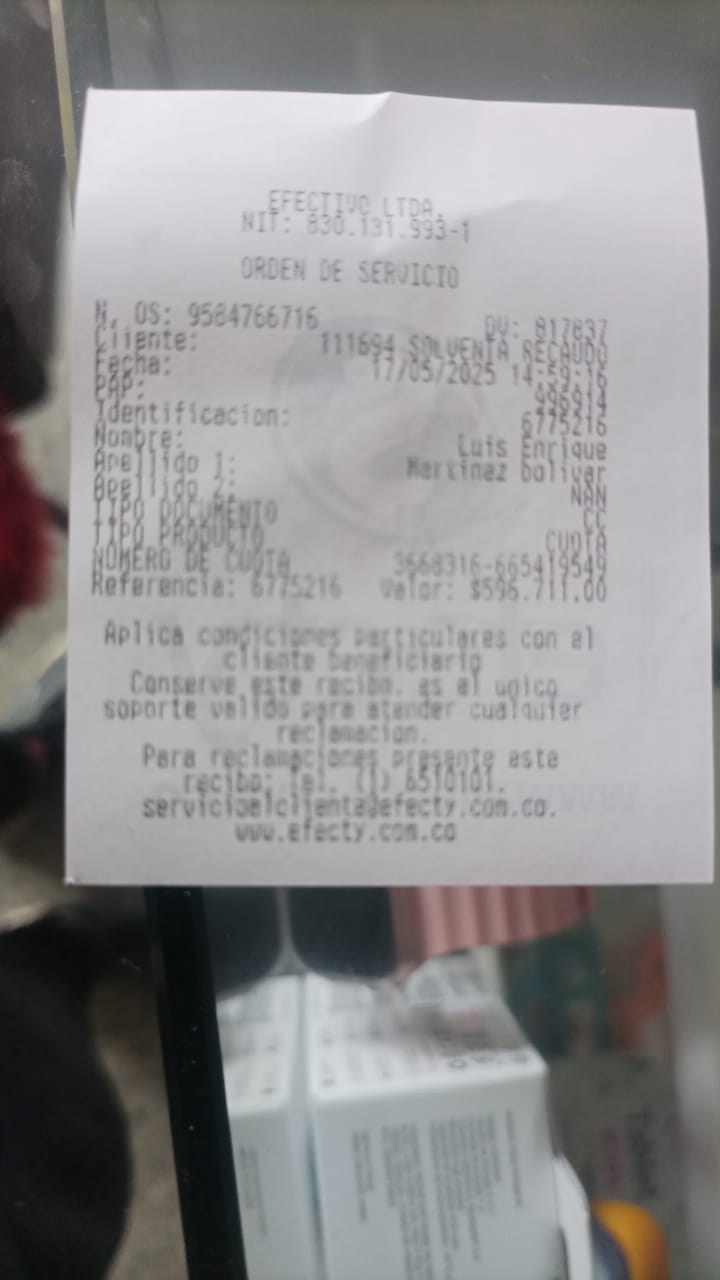 EFECTIVO LTDA.
NIT: 830.131.993-1
ORDEN DE SERVICIO
N. OS: 9584766716 DV: 817837
Cliente: 111694 SOLVENTA RECAUDO
Fecha: 17/05/2025 14:59:16
PAP: 996914
Identificacion: 6775216
Nombre: Luis Enrique
Apellido 1: Martinez bolivar
Apellido 2: NAN
TIPO DOCUMENTO CC
TIPO PRODUCTO CUOTA
NUMERO DE CUOTA 3668316-665419549
Referencia: 6775216 Valor: $596.711,00
Aplica condiciones particulares con el
cliente beneficiario
Conserve este recibo, es el unico
soporte valido para atender cualquier
reclamacion.
Para reclamaciones presente este
recibo: Tel. (1) 6510101.
servicioalcliente@efecty.com.co.
www.efecty.com.co
Tablet